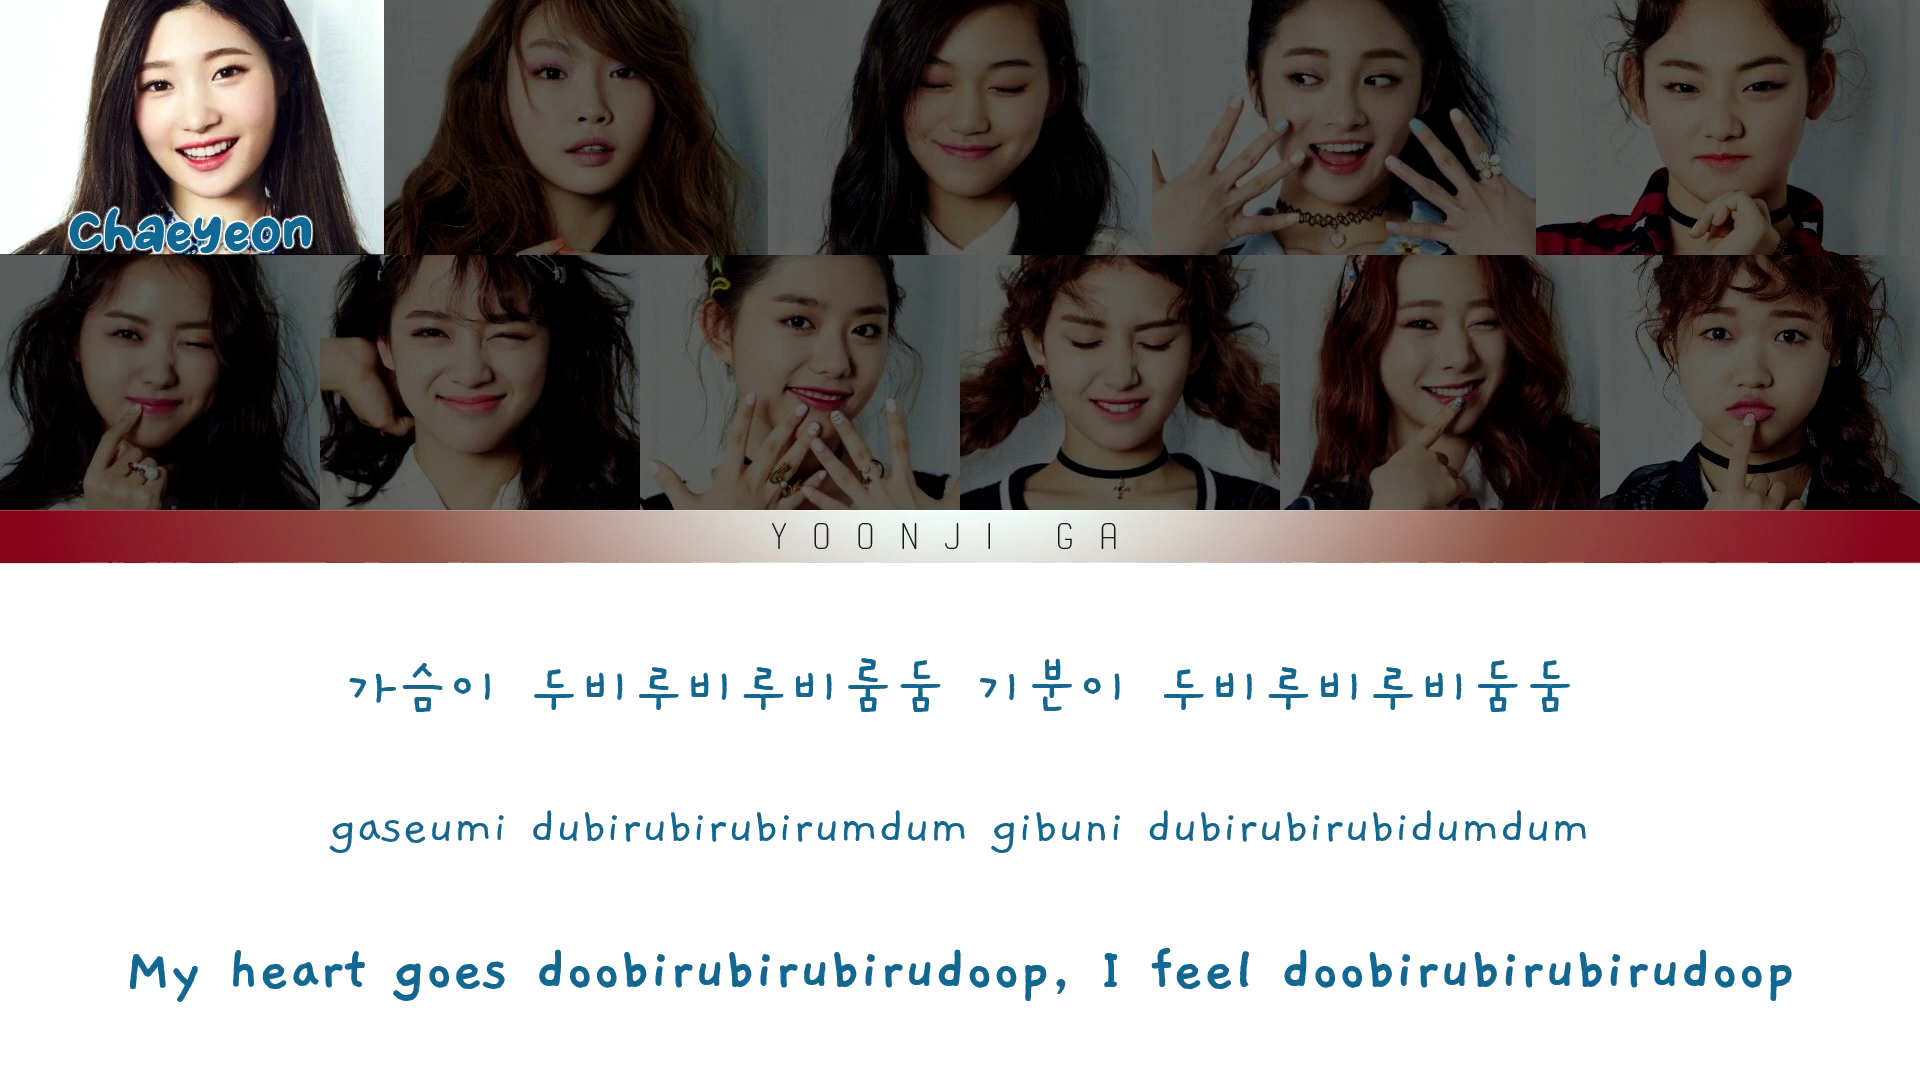 Chaeyeon
YOONJI GA
가슴이 두비루비루비룸둠 기분이 두비루비루비둠둠
gaseumi dubirubirubirumdum gibuni dubirubirubidumdum
My heart goes doobirubirubirudoop, I feel doobirubirubirudoop